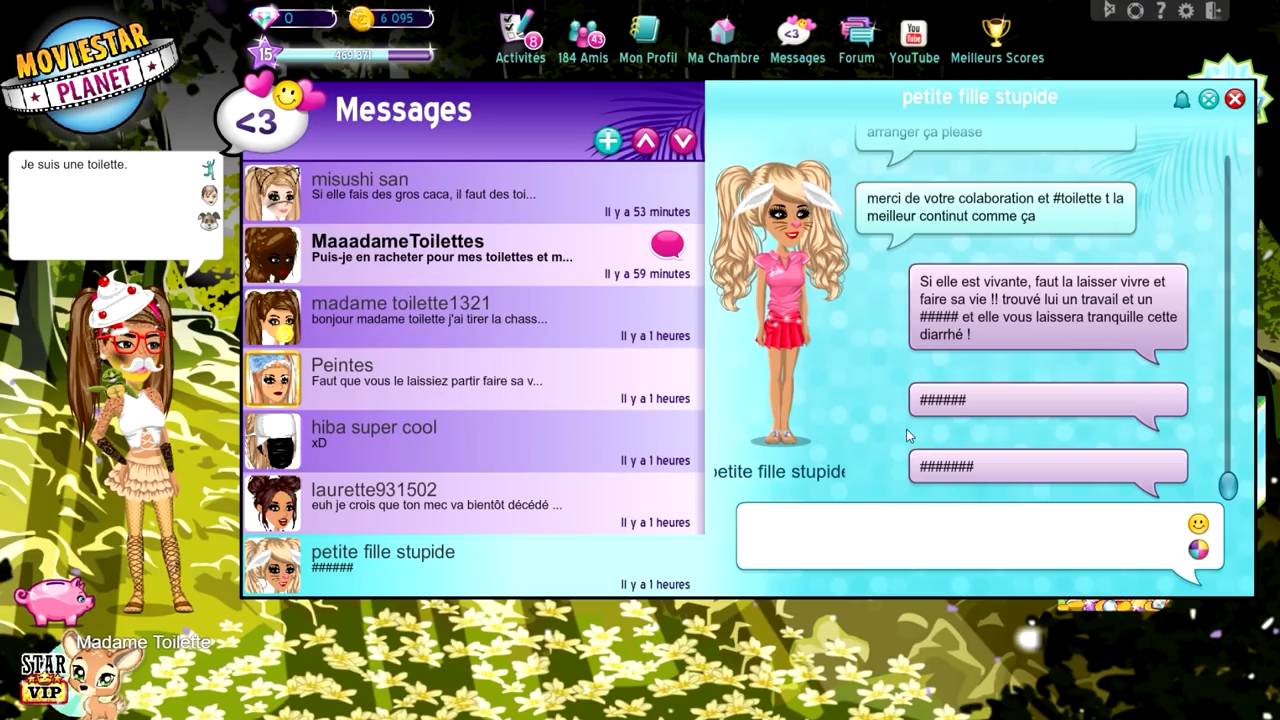 MOVIESTAR
PLANET
0
6 095
15
469 371
8
Activités
43
184 Amis
Mon Profil
Ma Chambre
<3
Messages
Forum
You
Tube
YouTube
Meilleurs Scores
?
Je suis une toilette.
<3
Messages
misushi san
Si elle fais des gros caca, il faut des toi...
Il y a 53 minutes
MaaadameToilettes
Puis-je en racheter pour mes toilettes et m...
Il y a 59 minutes
madame toilette1321
bonjour madame toilette j'ai tirer la chass...
Il y a 1 heures
Peintes
Faut que vous le laissiez partir faire sa v...
Il y a 1 heures
hiba super cool
xD
Il y a 1 heures
laurette931502
euh je crois que ton mec va bientôt décédé ...
Il y a 1 heures
petite fille stupide
######
Il y a 1 heures
petite fille stupide
arranger ça please
merci de votre colaboration et #toilette t la
meilleur continut comme ça
Si elle est vivante, faut la laisser vivre et
faire sa vie !! trouvé lui un travail et un
##### et elle vous laissera tranquille cette
diarrhé !
######
#######
petite fille stupide
Madame Toilette
STAR
VIP